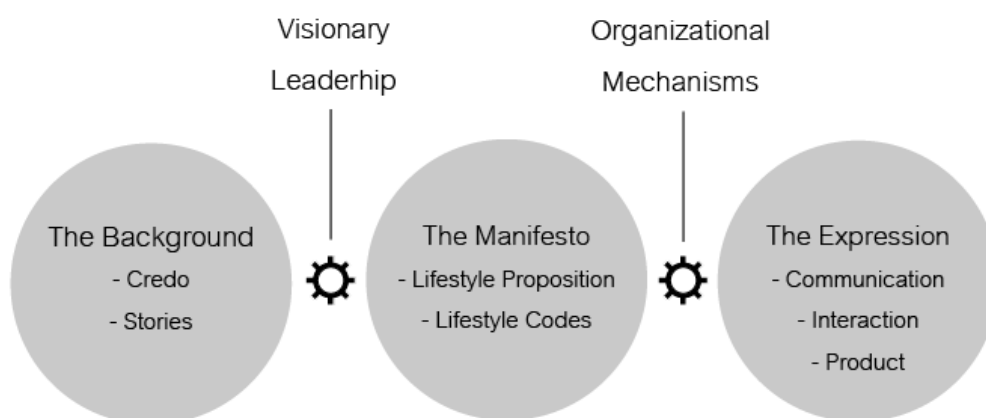 Visionary
Leaderhip
Organizational
Mechanisms
The Background
- Credo
- Stories
The Manifesto
- Lifestyle Proposition
- Lifestyle Codes
The Expression
- Communication
- Interaction
- Product